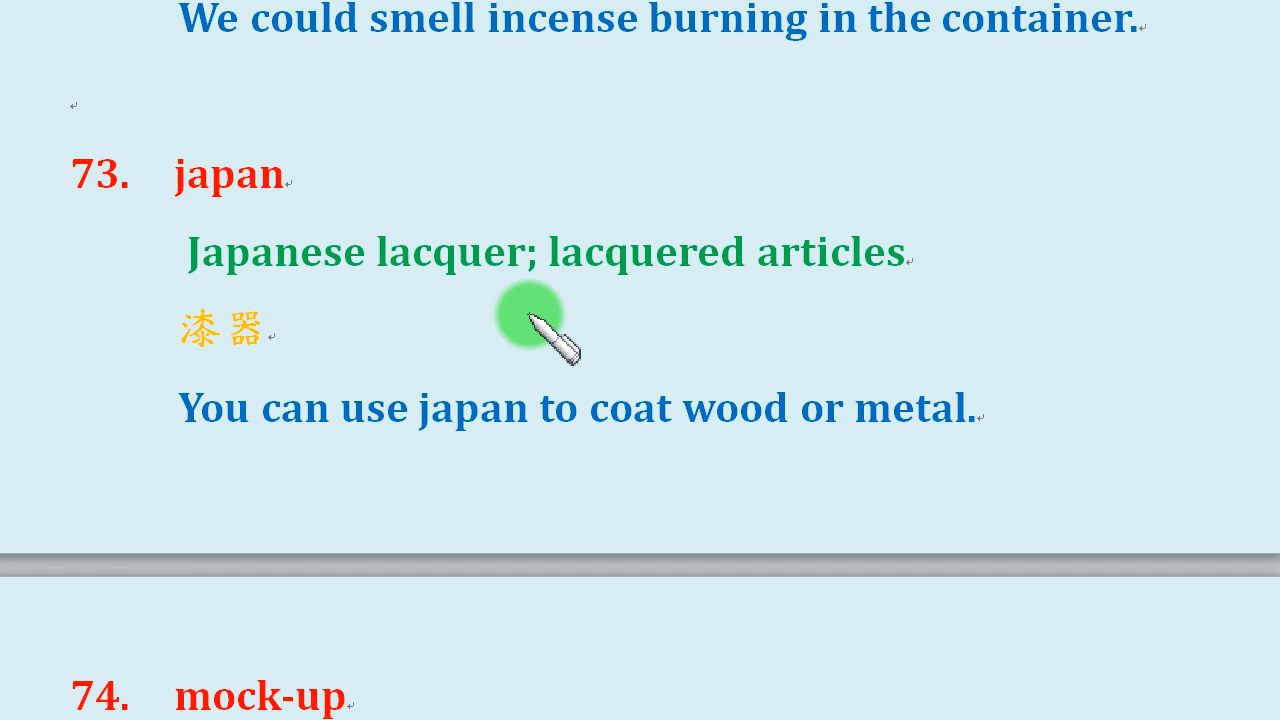 We could smell incense burning in the container.
73. japan
Japanese lacquer; lacquered articles
漆器
You can use japan to coat wood or metal.
74. mock-up